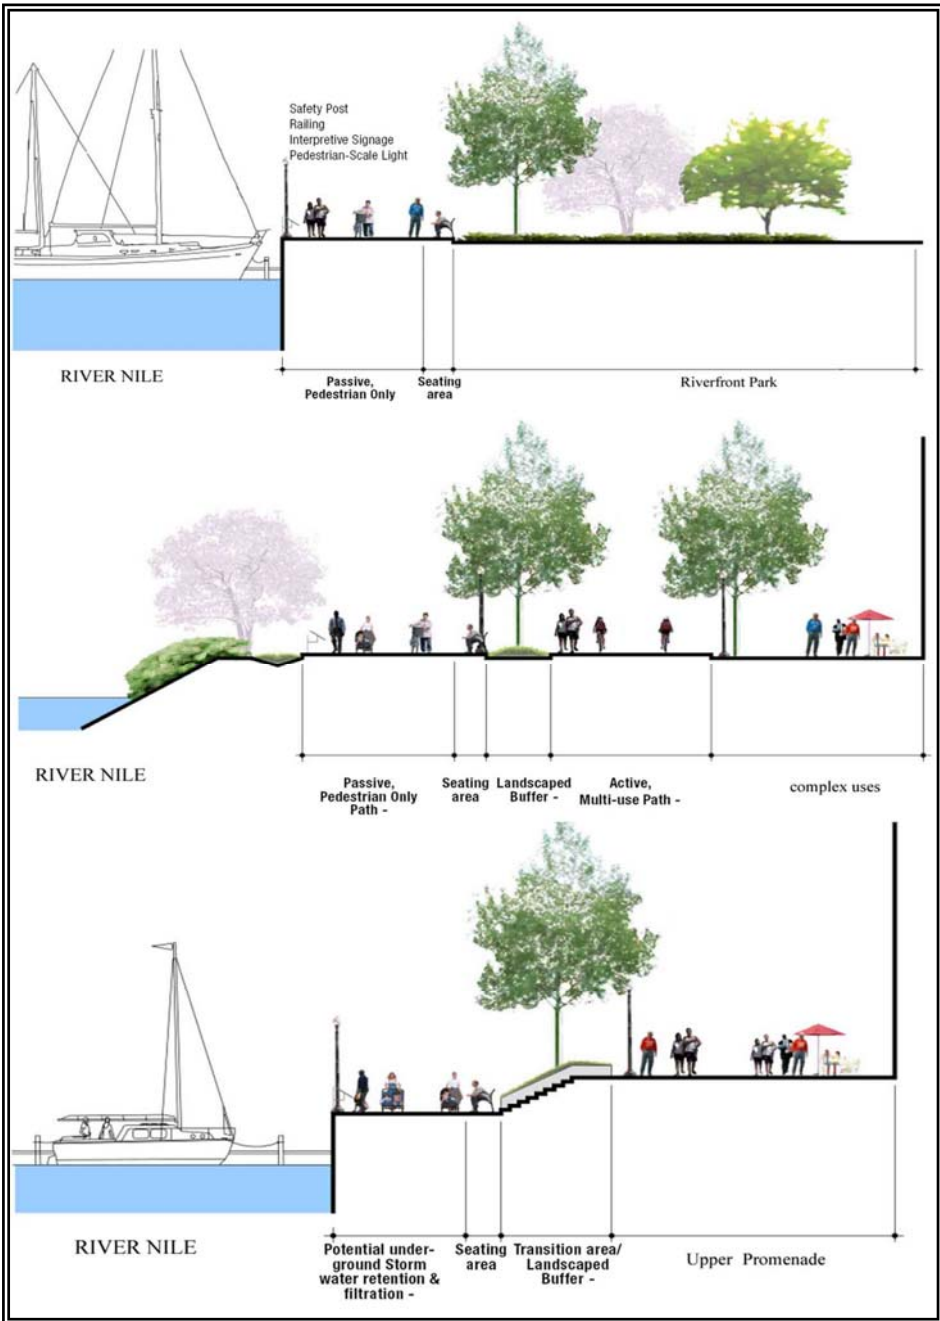 Safety Post
Railing
Interpretive Signage
Pedestrian-Scale Light
RIVER NILE
Passive,
Pedestrian Only
Seating
area
Riverfront Park
RIVER NILE
Passive,
Pedestrian Only
Path -
Seating
area
Landscaped
Buffer -
Active,
Multi-use Path -
complex uses
RIVER NILE
Potential under-
ground Storm
water retention &
filtration -
Seating
area
Transition area/
Landscaped
Buffer -
Upper Promenade